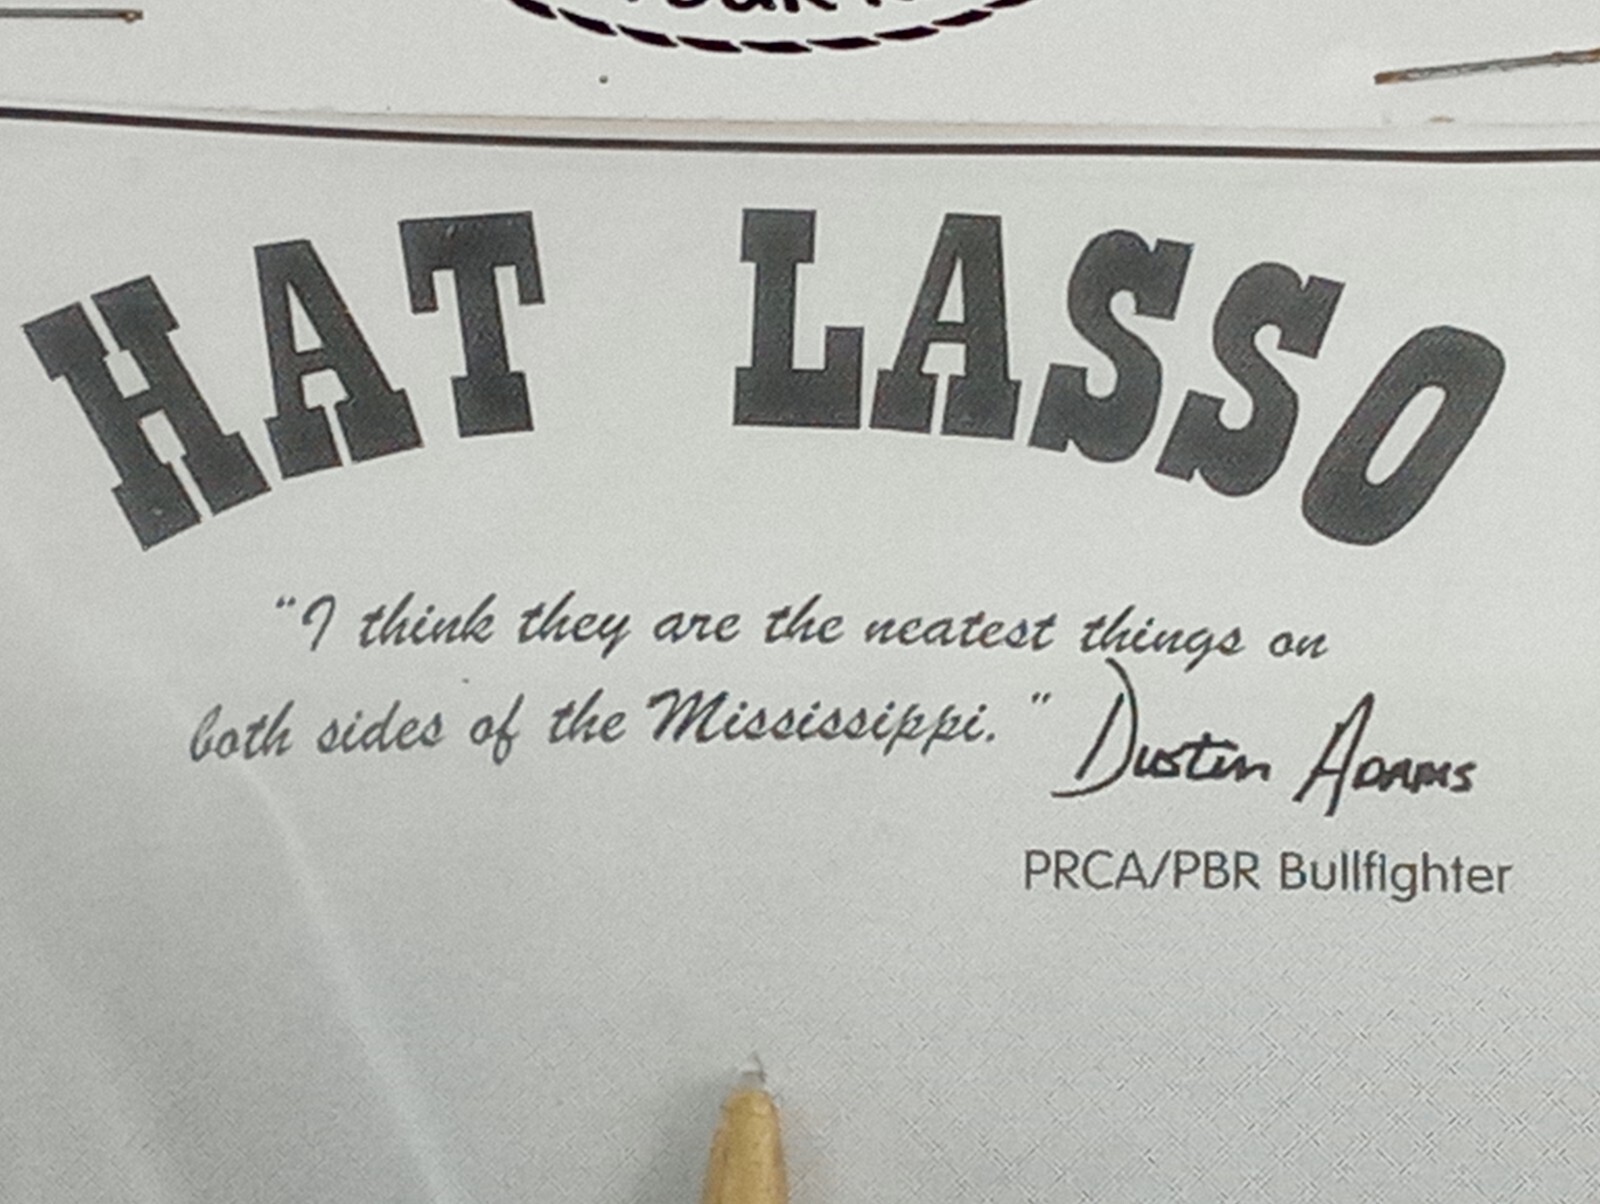 HAT LASSO
"I think they are the neatest things on
both sides of the Mississippi." Dustin Adams
PRCA/PBR Bullfighter